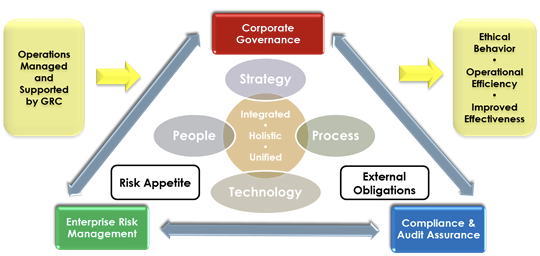 Corporate
Governance
Operations
Managed
and
Supported
by GRC
Ethical
Behavior
•
Operational
Efficiency
•
Improved
Effectiveness
Strategy
People
Integrated
•
Holistic
•
Unified
Process
Technology
Risk Appetite
External
Obligations
Enterprise Risk
Management
Compliance &
Audit Assurance